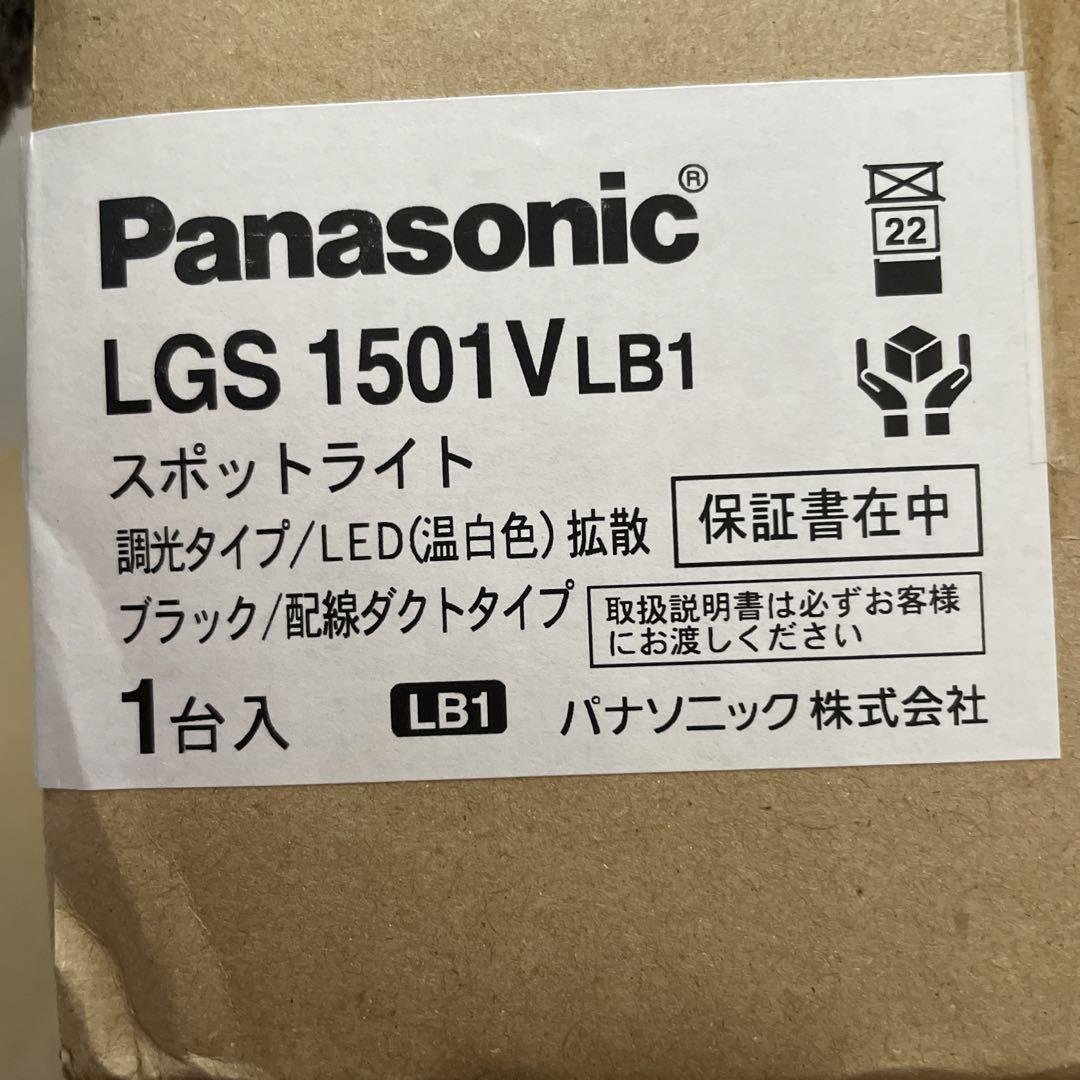 Panasonic®
22
LGS 1501VLB1
スポットライト
調光タイプ/LED(温白色)拡散
保証書在中
ブラック/配線ダクトタイプ
取扱説明書は必ずお客様
にお渡しください
1台入
LB1
パナソニック株式会社